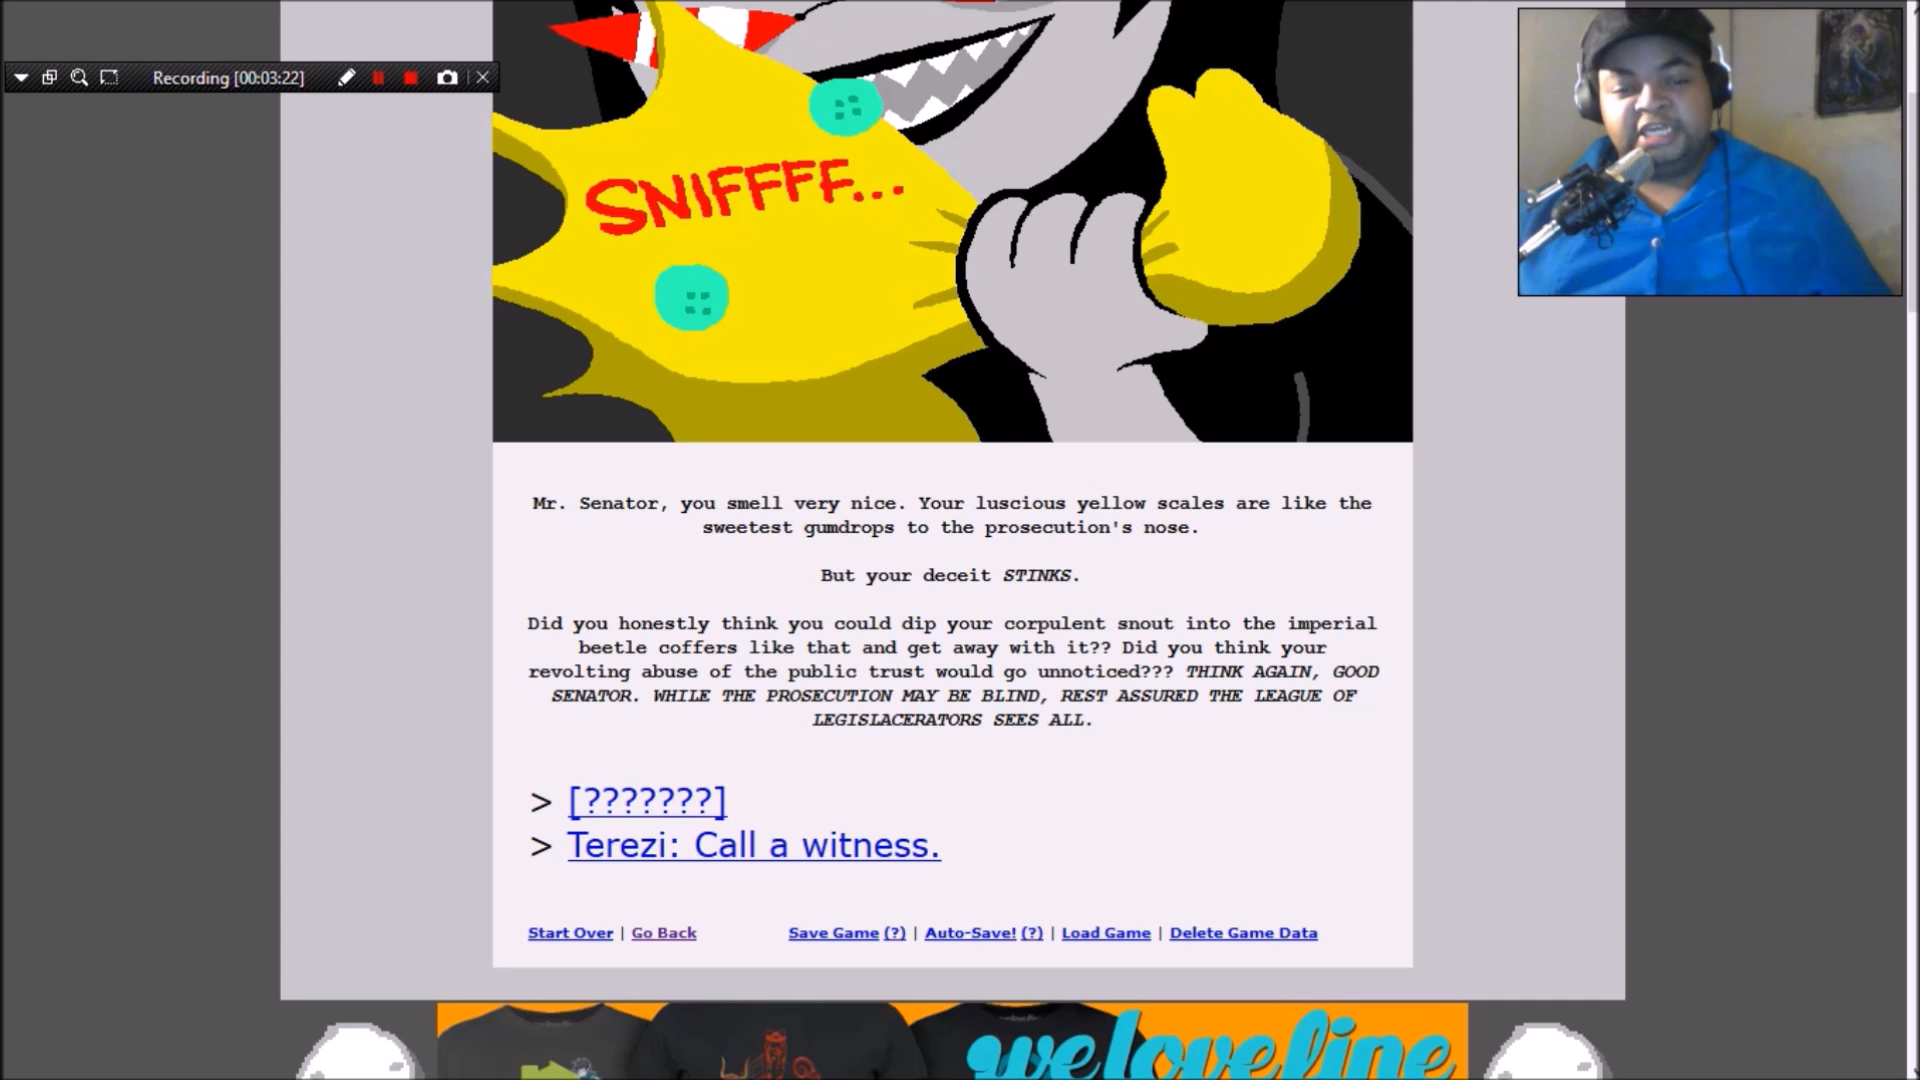 Recording [00:03:22]
SNIFFFF...
Mr. Senator, you smell very nice. Your luscious yellow scales are like the
sweetest gumdrops to the prosecution's nose.
But your deceit STINKS.
Did you honestly think you could dip your corpulent snout into the imperial
beetle coffers like that and get away with it?? Did you think your
revolting abuse of the public trust would go unnoticed??? THINK AGAIN, GOOD
SENATOR. WHILE THE PROSECUTION MAY BE BLIND, REST ASSURED THE LEAGUE OF
LEGISLACERATORS SEES ALL.
> [???????]
> Terezi: Call a witness.
Start Over | Go Back Save Game (?) | Auto-Save! (?) | Load Game | Delete Game Data
welovefine